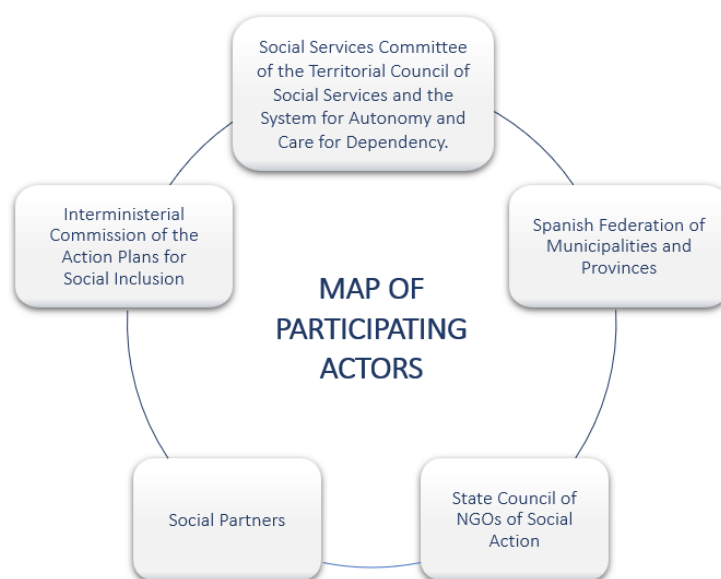 Social Services Committee
of the Territorial Council of
Social Services and the
System for Autonomy and
Care for Dependency.
Interministerial
Commission of the
Action Plans for
Social Inclusion
Spanish Federation of
Municipalities and
Provinces
MAP OF
PARTICIPATING
ACTORS
Social Partners
State Council of
NGOs of Social
Action